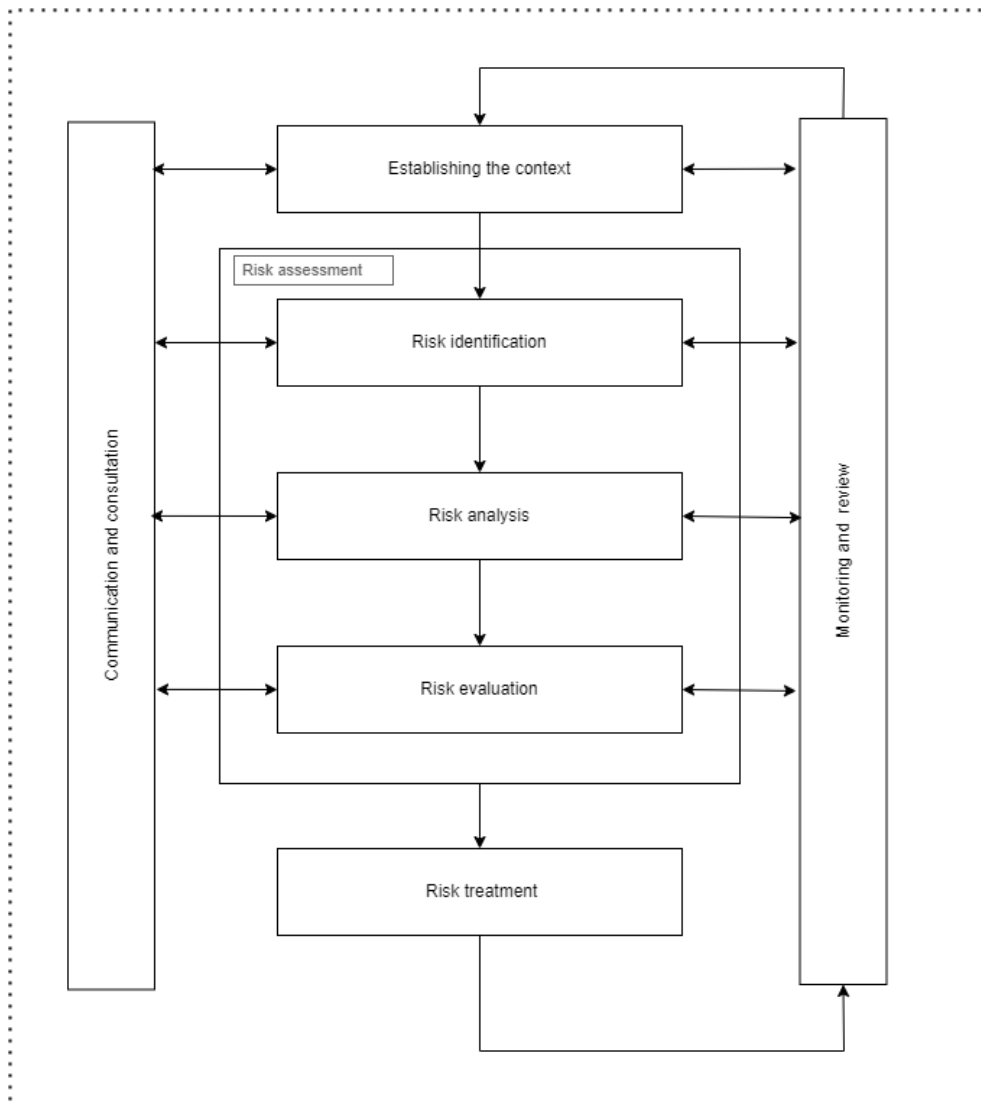 Establishing the context
Risk assessment
Risk identification
Risk analysis
Risk evaluation
Risk treatment
Communication and consultation
Monitoring and review